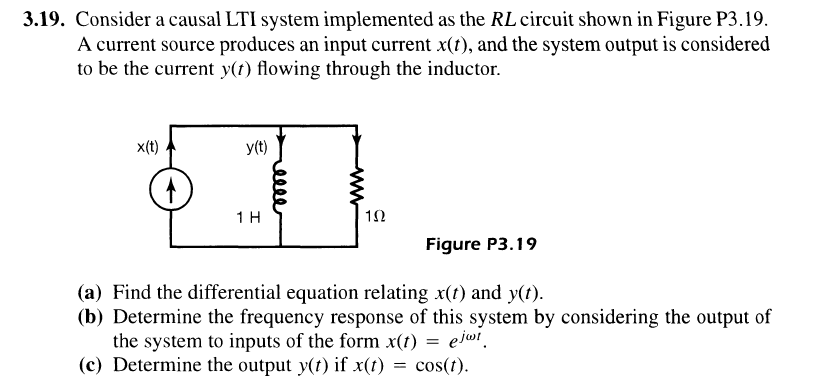 3.19. Consider a causal LTI system implemented as the RL circuit shown in Figure P3.19.
A current source produces an input current x(t), and the system output is considered
to be the current y(t) flowing through the inductor.
x(t)
y(t)
1 H
1Ω
Figure P3.19
(a) Find the differential equation relating x(t) and y(t).
(b) Determine the frequency response of this system by considering the output of
the system to inputs of the form x(t) = e^{jωt}.
(c) Determine the output y(t) if x(t) = cos(t).